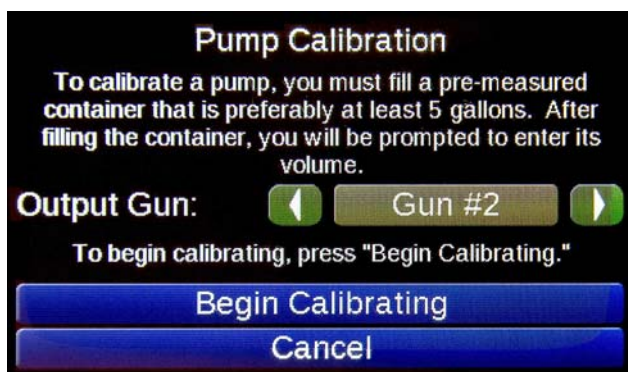 Pump Calibration
To calibrate a pump, you must fill a pre-measured
container that is preferably at least 5 gallons. After
filling the container, you will be prompted to enter its
volume.
Output Gun: Gun #2
To begin calibrating, press "Begin Calibrating."
Begin Calibrating
Cancel